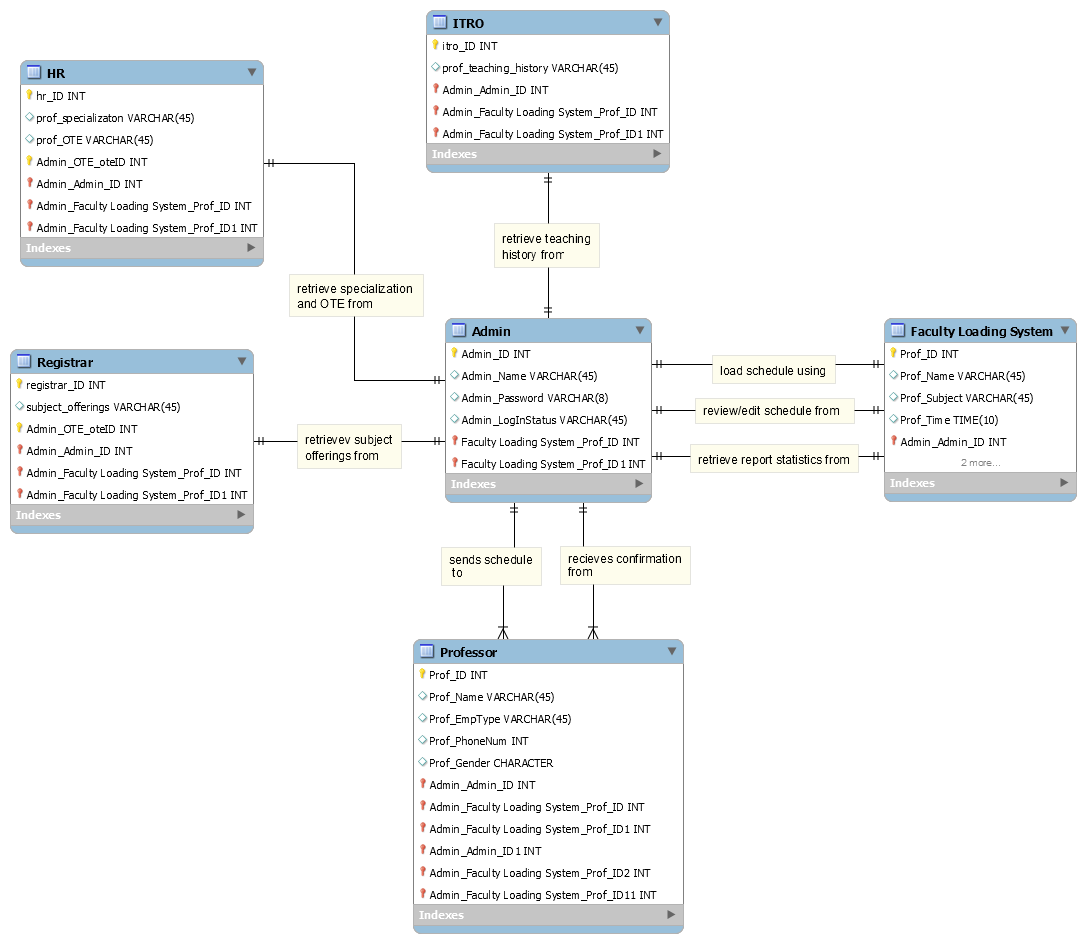 ITRO
itro_ID INT
prof_teaching_history VARCHAR(45)
Admin_Admin_ID INT
Admin_Faculty Loading System_Prof_ID INT
Admin_Faculty Loading System_Prof_ID1 INT
Indexes
HR
hr_ID INT
prof_specializaton VARCHAR(45)
prof_OTE VARCHAR(45)
Admin_OTE_oteID INT
Admin_Admin_ID INT
Admin_Faculty Loading System_Prof_ID INT
Admin_Faculty Loading System_Prof_ID1 INT
Indexes
retrieve teaching
history from
retrieve specialization
and OTE from
Registrar
registrar_ID INT
subject_offerings VARCHAR(45)
Admin_OTE_oteID INT
Admin_Admin_ID INT
Admin_Faculty Loading System_Prof_ID INT
Admin_Faculty Loading System_Prof_ID1 INT
Indexes
retrievev subject
offerings from
Admin
Admin_ID INT
Admin_Name VARCHAR(45)
Admin_Password VARCHAR(8)
Admin_LogInStatus VARCHAR(45)
Faculty Loading System_Prof_ID INT
Faculty Loading System_Prof_ID1 INT
Indexes
load schedule using
review/edit schedule from
retrieve report statistics from
Faculty Loading System
Prof_ID INT
Prof_Name VARCHAR(45)
Prof_Subject VARCHAR(45)
Prof_Time TIME(10)
Admin_Admin_ID INT
2 more...
Indexes
sends schedule
to
recieves confirmation
from
Professor
Prof_ID INT
Prof_Name VARCHAR(45)
Prof_EmpType VARCHAR(45)
Prof_PhoneNum INT
Prof_Gender CHARACTER
Admin_Admin_ID INT
Admin_Faculty Loading System_Prof_ID INT
Admin_Faculty Loading System_Prof_ID1 INT
Admin_Admin_ID1 INT
Admin_Faculty Loading System_Prof_ID2 INT
Admin_Faculty Loading System_Prof_ID11 INT
Indexes